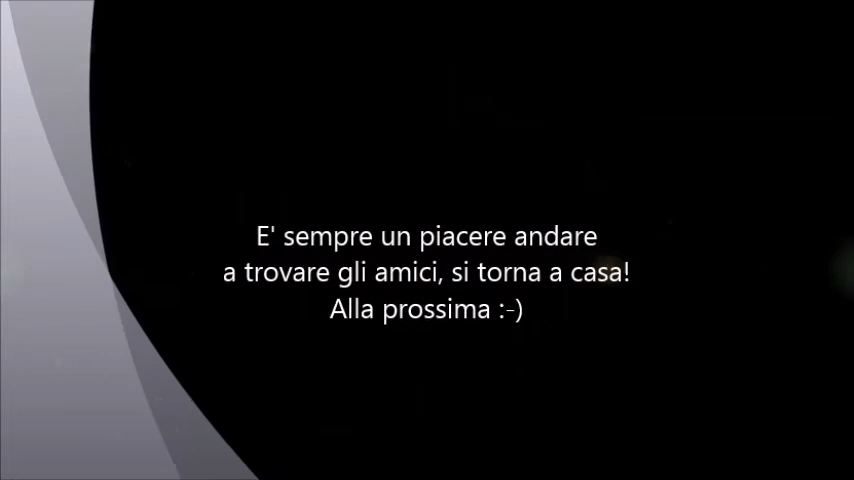 E' sempre un piacere andare
a trovare gli amici, si torna a casa!
Alla prossima :-)